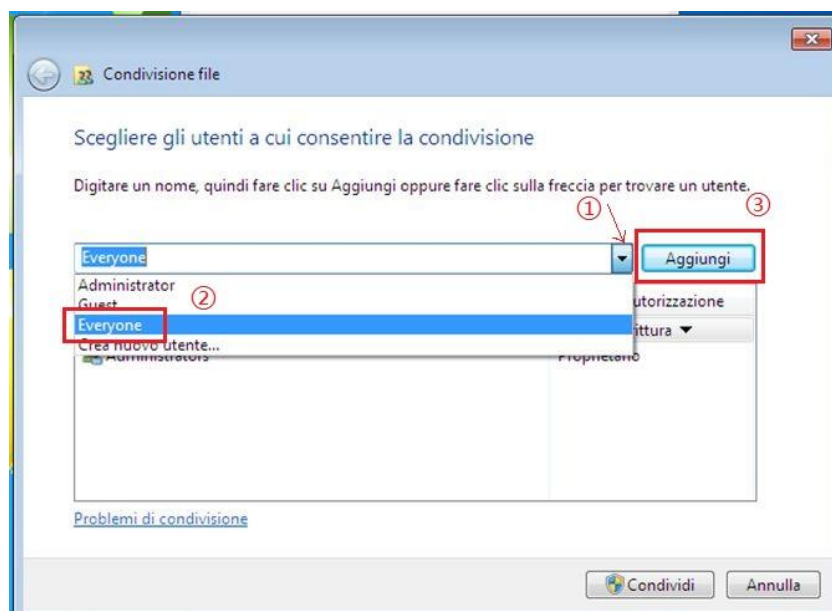 Condivisione file
Scegliere gli utenti a cui consentire la condivisione
Digitare un nome, quindi fare clic su Aggiungi oppure fare clic sulla freccia per trovare un utente.
① ③
Everyone Aggiungi
Administrator
Guest ② utorizzazione
Everyone ittura
Crea nuovo utente...
Administrators Proprietario
Problemi di condivisione
Condividi Annulla